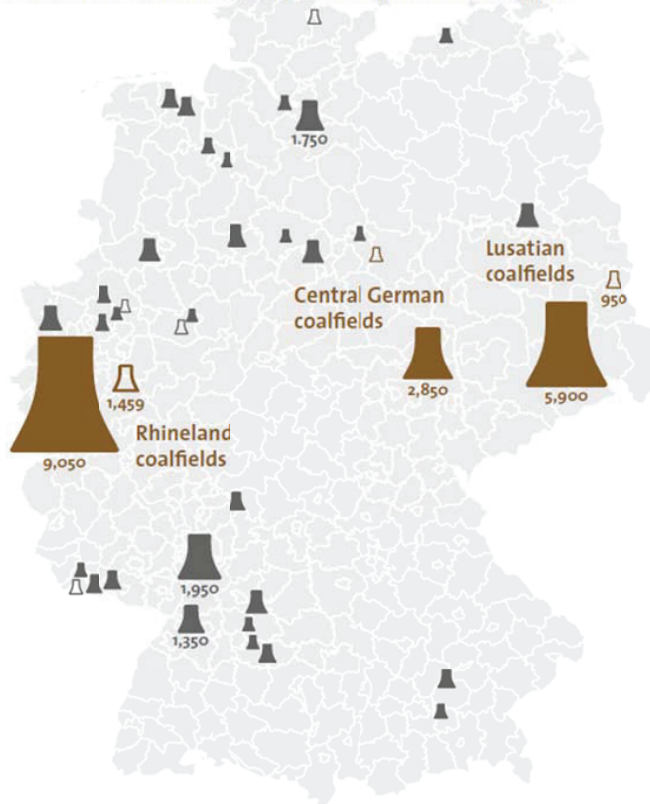 1.750
Lusatian
coalfields
950
Central German
coalfields
2,850
5,900
1,459
Rhineland
coalfields
9,050
1,950
1,350